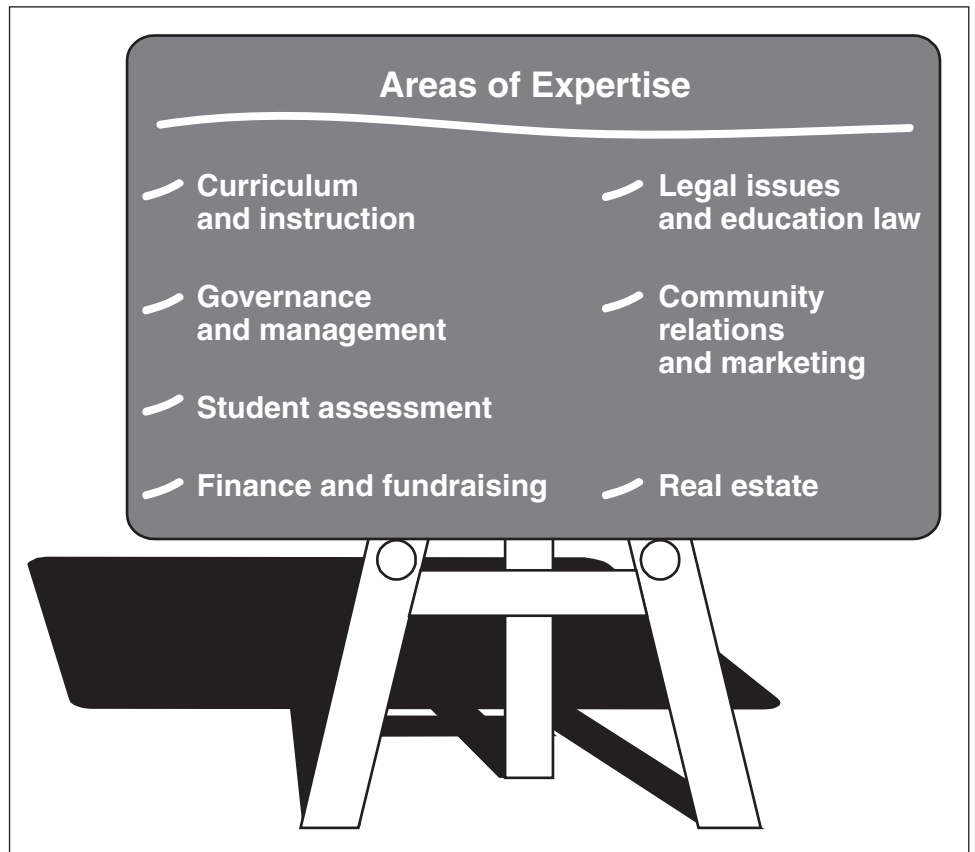 Areas of Expertise
Curriculum
and instruction
Governance
and management
Student assessment
Finance and fundraising
Legal issues
and education law
Community
relations
and marketing
Real estate